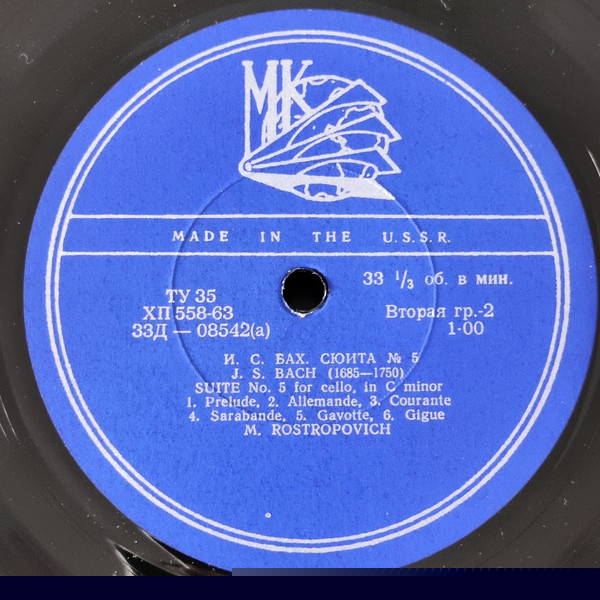 МК
MADE IN THE U.S.S.R.
33 1/3 об. в мин.
ТУ 35
ХП 558-63
Вторая гр.-2
33Д — 08542(а)
1-00
И. С. БАХ. СЮИТА № 5
J. S. BACH (1685—1750)
SUITE No. 5 for cello, in C minor
1. Prelude, 2. Allemande, 3. Courante
4. Sarabande, 5. Gavotte, 6. Gigue
M. ROSTROPOVICH